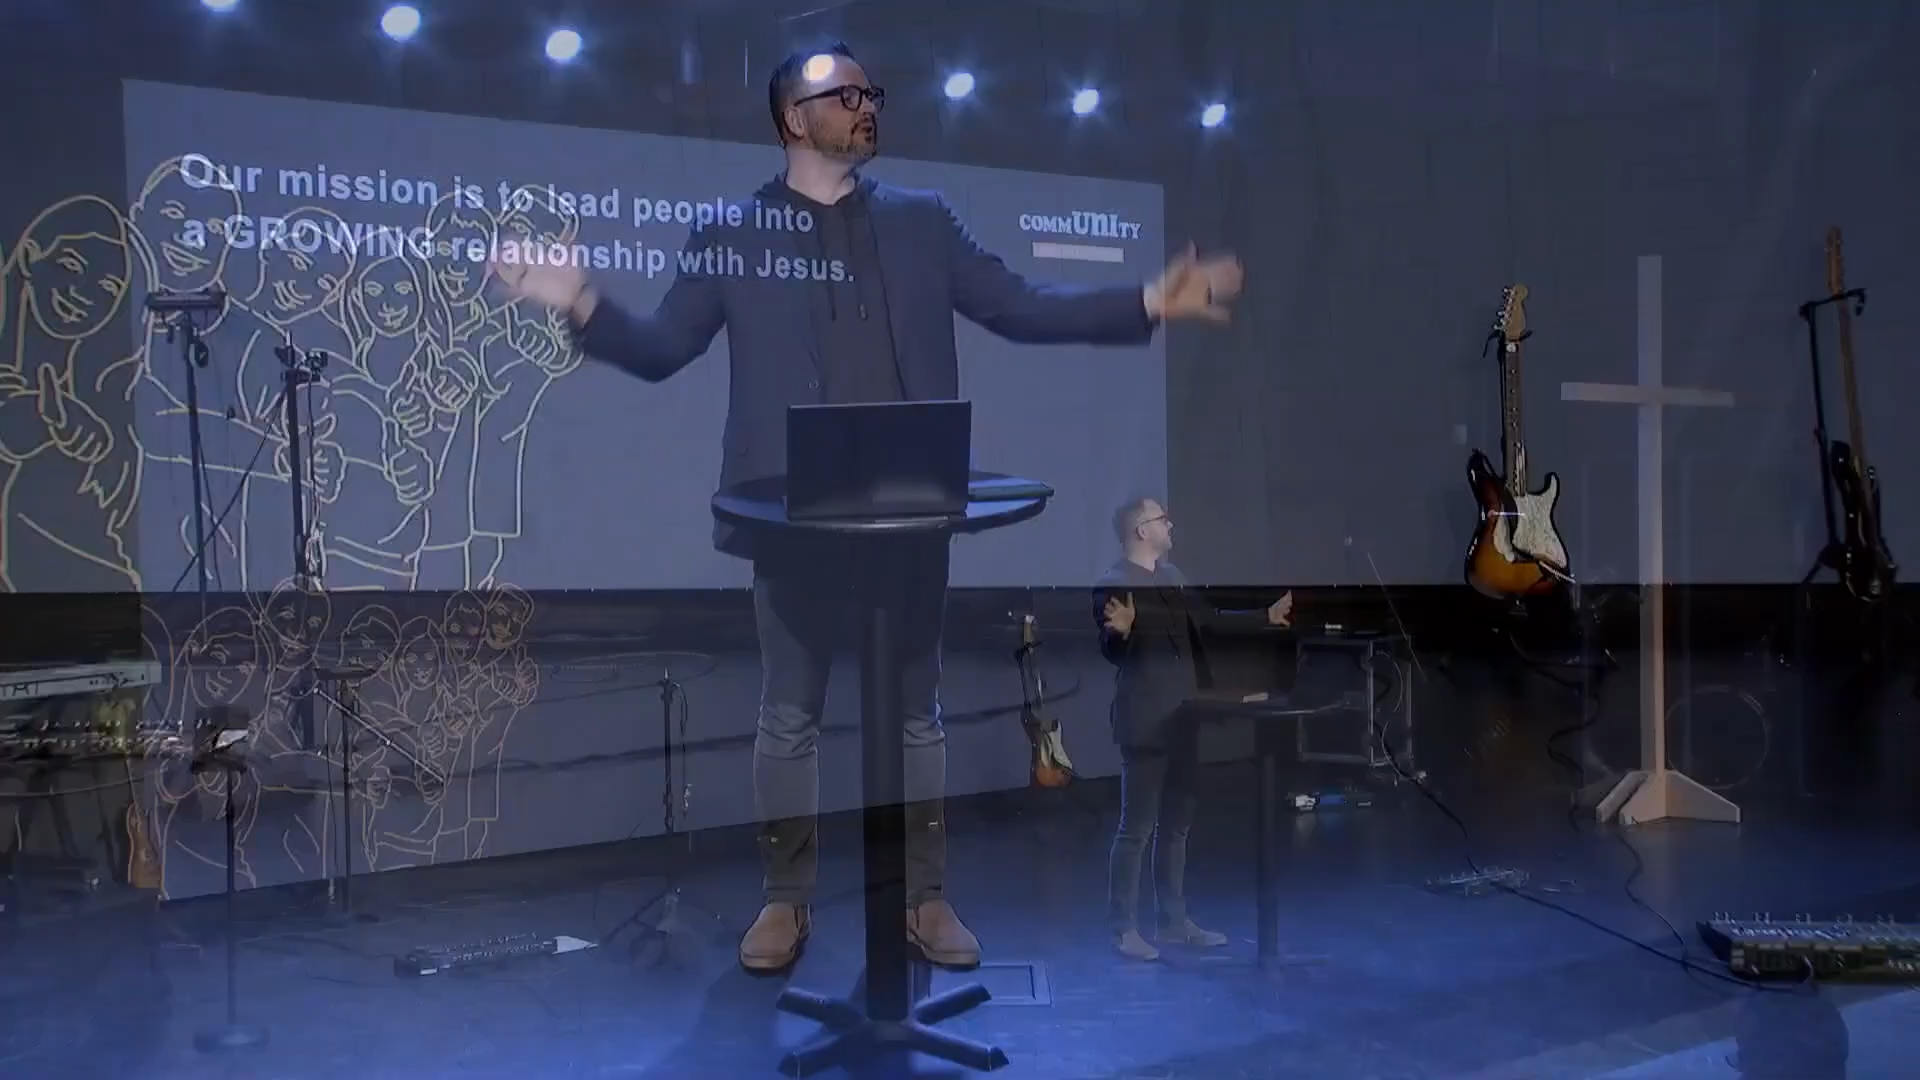 Our mission is to lead people into
a GROWING relationship wtih Jesus.
COMMUNITY